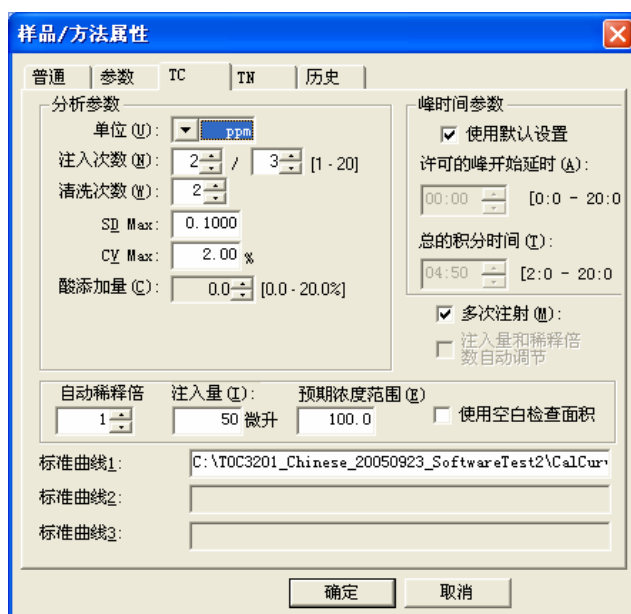 样品/方法属性
普通 参数 TC TN 历史
分析参数
单位(U): ppm
注入次数(N): 2 / 3 [1 - 20]
清洗次数(W): 2
SD Max: 0.1000
CV Max: 2.00 %
酸添加量(C): 0.0 [0.0 - 20.0%]
峰时间参数
使用默认设置
许可的峰开始延时(A):
00:00 [0:0 - 20:0
总的积分时间(T):
04:50 [2:0 - 20:0
多次注射(M):
注入量和稀释倍
数自动调节
自动稀释倍 注入量(I): 预期浓度范围(E)
1 50 微升 100.0 使用空白检查面积
标准曲线1: C:\TOC3201_Chinese_20050923_SoftwareTest2\CalCur
标准曲线2:
标准曲线3:
确定 取消